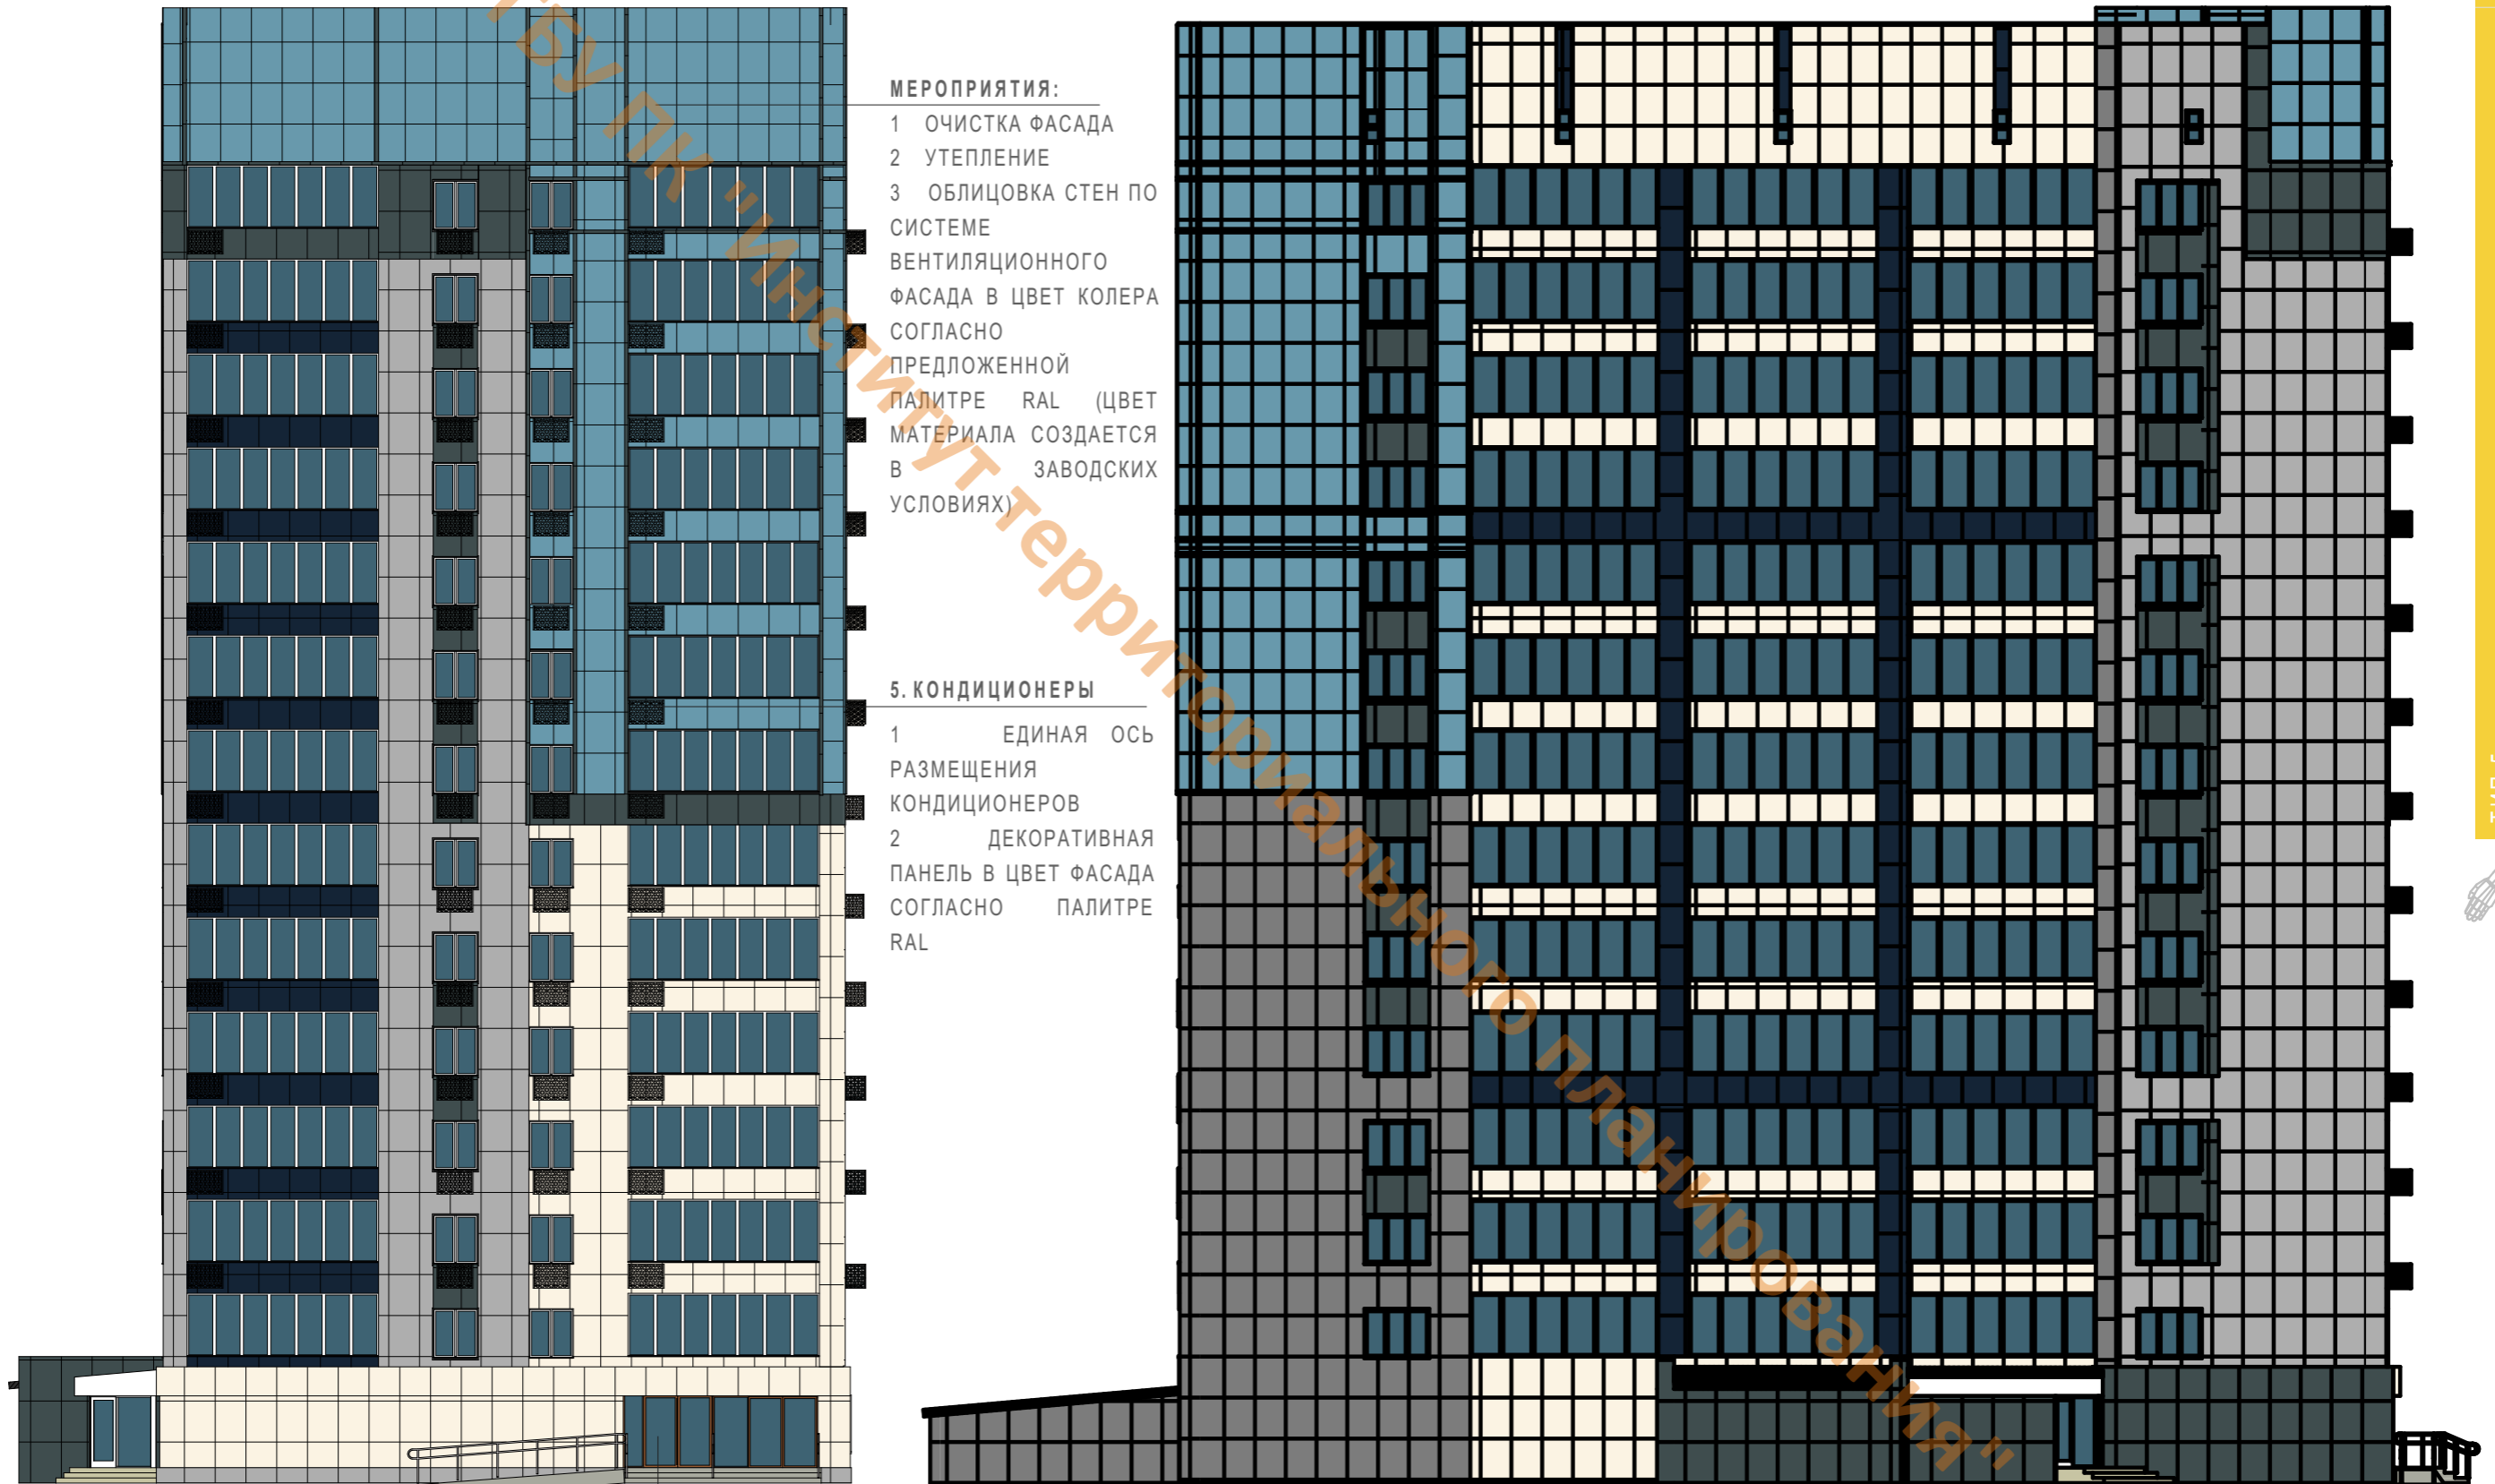 МЕРОПРИЯТИЯ:
1 ОЧИСТКА ФАСАДА
2 УТЕПЛЕНИЕ
3 ОБЛИЦОВКА СТЕН ПО
СИСТЕМЕ
ВЕНТИЛЯЦИОННОГО
ФАСАДА В ЦВЕТ КОЛЕРА
СОГЛАСНО
ПРЕДЛОЖЕННОЙ
ПАЛИТРЕ RAL (ЦВЕТ
МАТЕРИАЛА СОЗДАЕТСЯ
В ЗАВОДСКИХ
УСЛОВИЯХ)
5. КОНДИЦИОНЕРЫ
1 ЕДИНАЯ ОСЬ
РАЗМЕЩЕНИЯ
КОНДИЦИОНЕРОВ
2 ДЕКОРАТИВНАЯ
ПАНЕЛЬ В ЦВЕТ ФАСАДА
СОГЛАСНО ПАЛИТРЕ
RAL
ГБУ ПК "Институт территориального планирования"